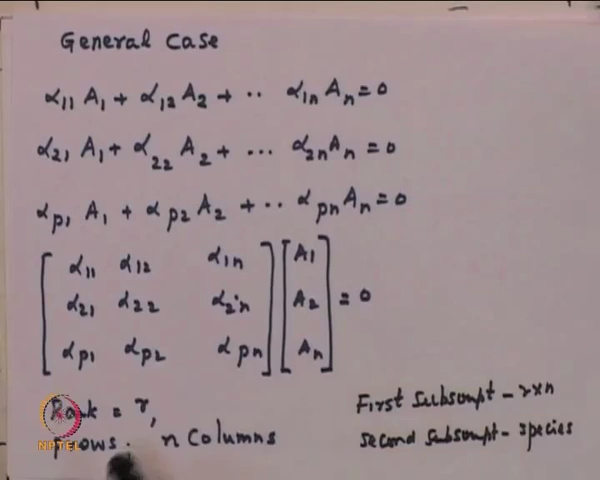 General Case
α11 A1 + α12 A2 + .. α1n An = 0
α21 A1 + α22 A2 + ... α2n An = 0
αp1 A1 + αp2 A2 + .. αpn An = 0
[ α11 α12 α1n ] [ A1 ]
[ α21 α22 α2n ] [ A2 ] = 0
[ αp1 αp2 αpn ] [ An ]
Rank = r,
p rows. n Columns
First Subscript - rxn
second Subscript - species
NPTEL